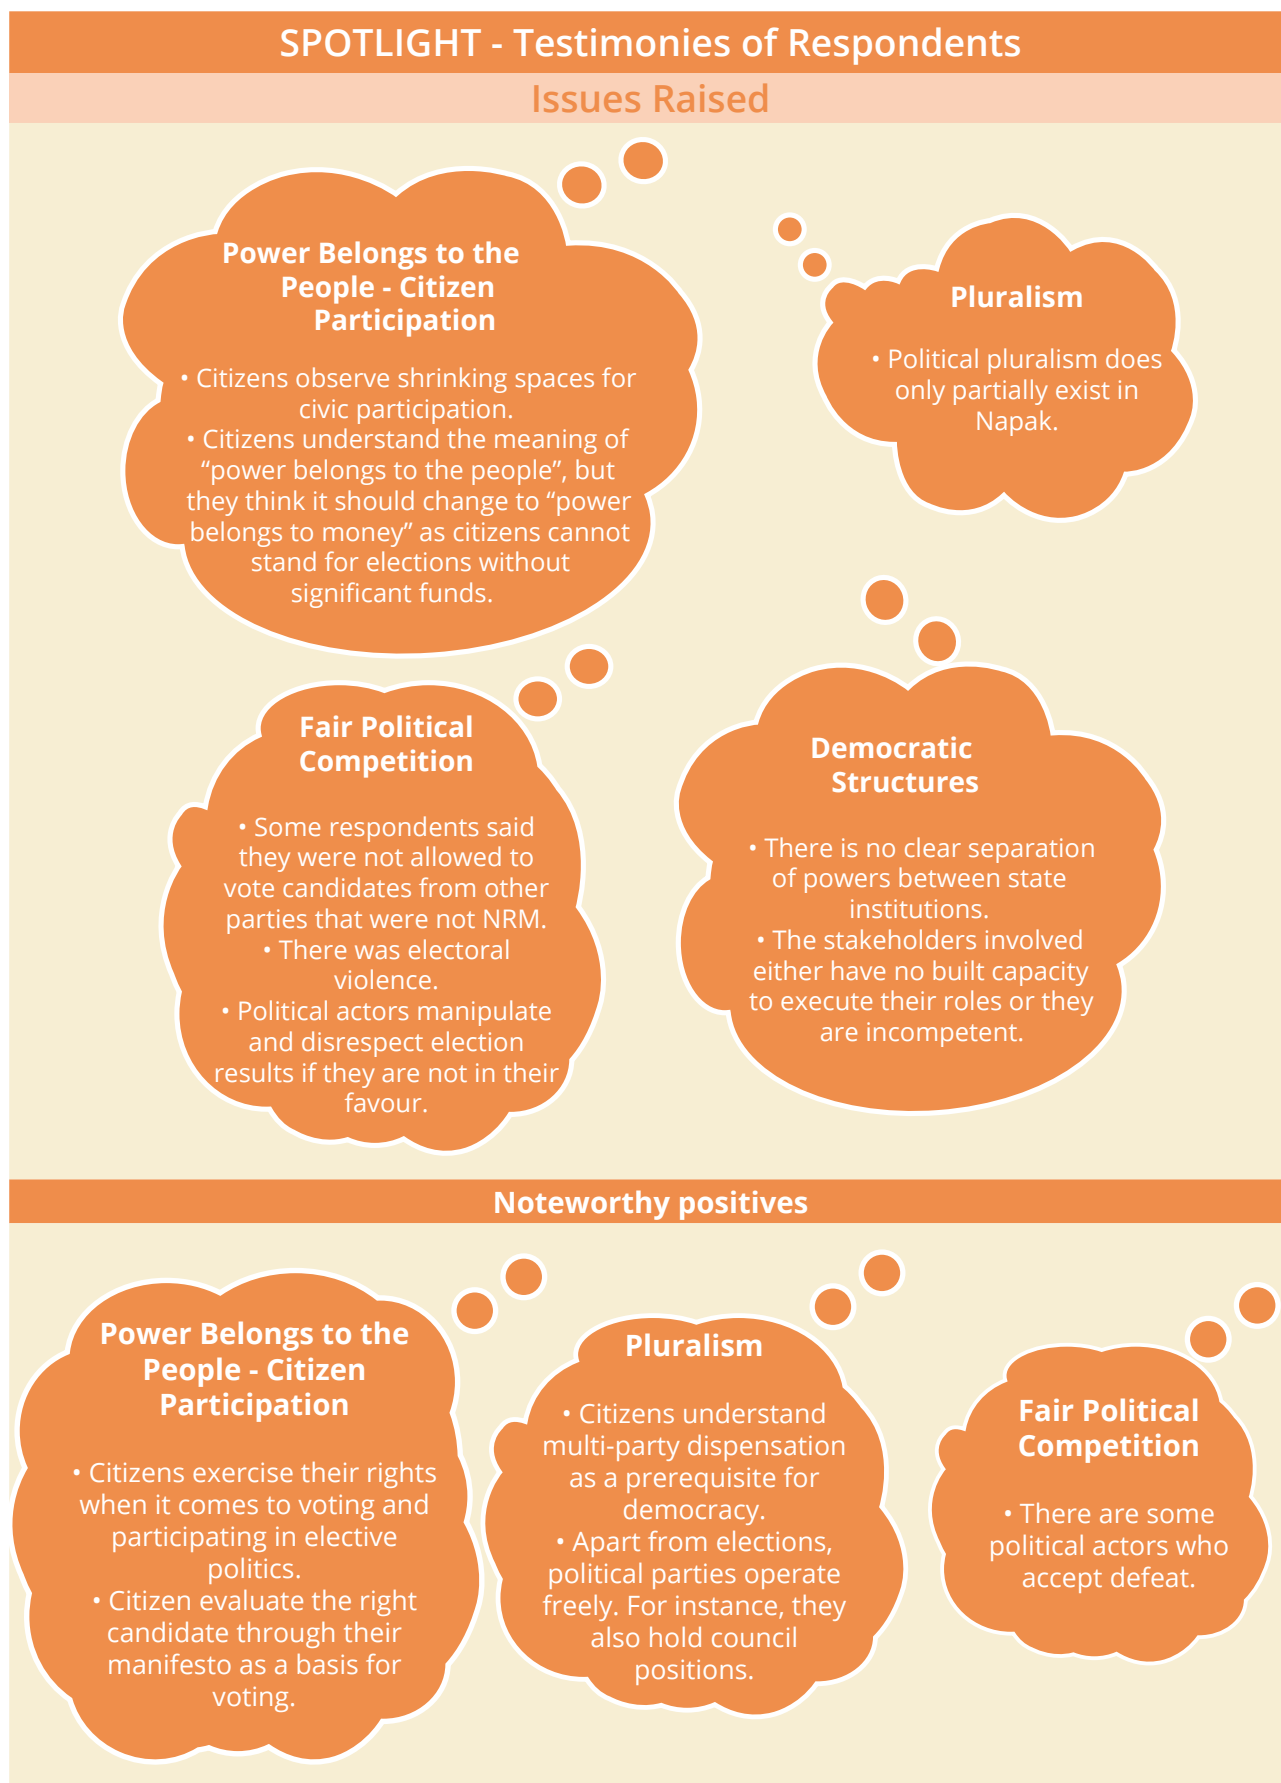 SPOTLIGHT - Testimonies of Respondents
Issues Raised
Power Belongs to the
People - Citizen
Participation
• Citizens observe shrinking spaces for
civic participation.
• Citizens understand the meaning of
“power belongs to the people”, but
they think it should change to “power
belongs to money” as citizens cannot
stand for elections without
significant funds.
Pluralism
• Political pluralism does
only partially exist in
Napak.
Fair Political
Competition
• Some respondents said
they were not allowed to
vote candidates from other
parties that were not NRM.
• There was electoral
violence.
• Political actors manipulate
and disrespect election
results if they are not in their
favour.
Democratic
Structures
• There is no clear separation
of powers between state
institutions.
• The stakeholders involved
either have no built capacity
to execute their roles or they
are incompetent.
Noteworthy positives
Power Belongs to the
People - Citizen
Participation
• Citizens exercise their rights
when it comes to voting and
participating in elective
politics.
• Citizen evaluate the right
candidate through their
manifesto as a basis for
voting.
Pluralism
• Citizens understand
multi-party dispensation
as a prerequisite for
democracy.
• Apart from elections,
political parties operate
freely. For instance, they
also hold council
positions.
Fair Political
Competition
• There are some
political actors who
accept defeat.